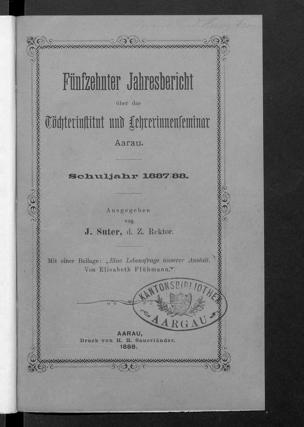 Fünfzehnter Jahresbericht
über das
Töchterinstitut und Lehrerinnenseminar
Aarau.
Schuljahr 1887/88.
Ausgegeben
von
J. Suter, d. Z. Rektor.
Mit einer Beilage: „Eine Lebensfrage unserer Anstalt.
Von Elisabeth Flühmann.“
KANTONSBIBLIOTHEK
AARGAU.
AARAU,
Druck von H. R. Sauerländer.
1888.